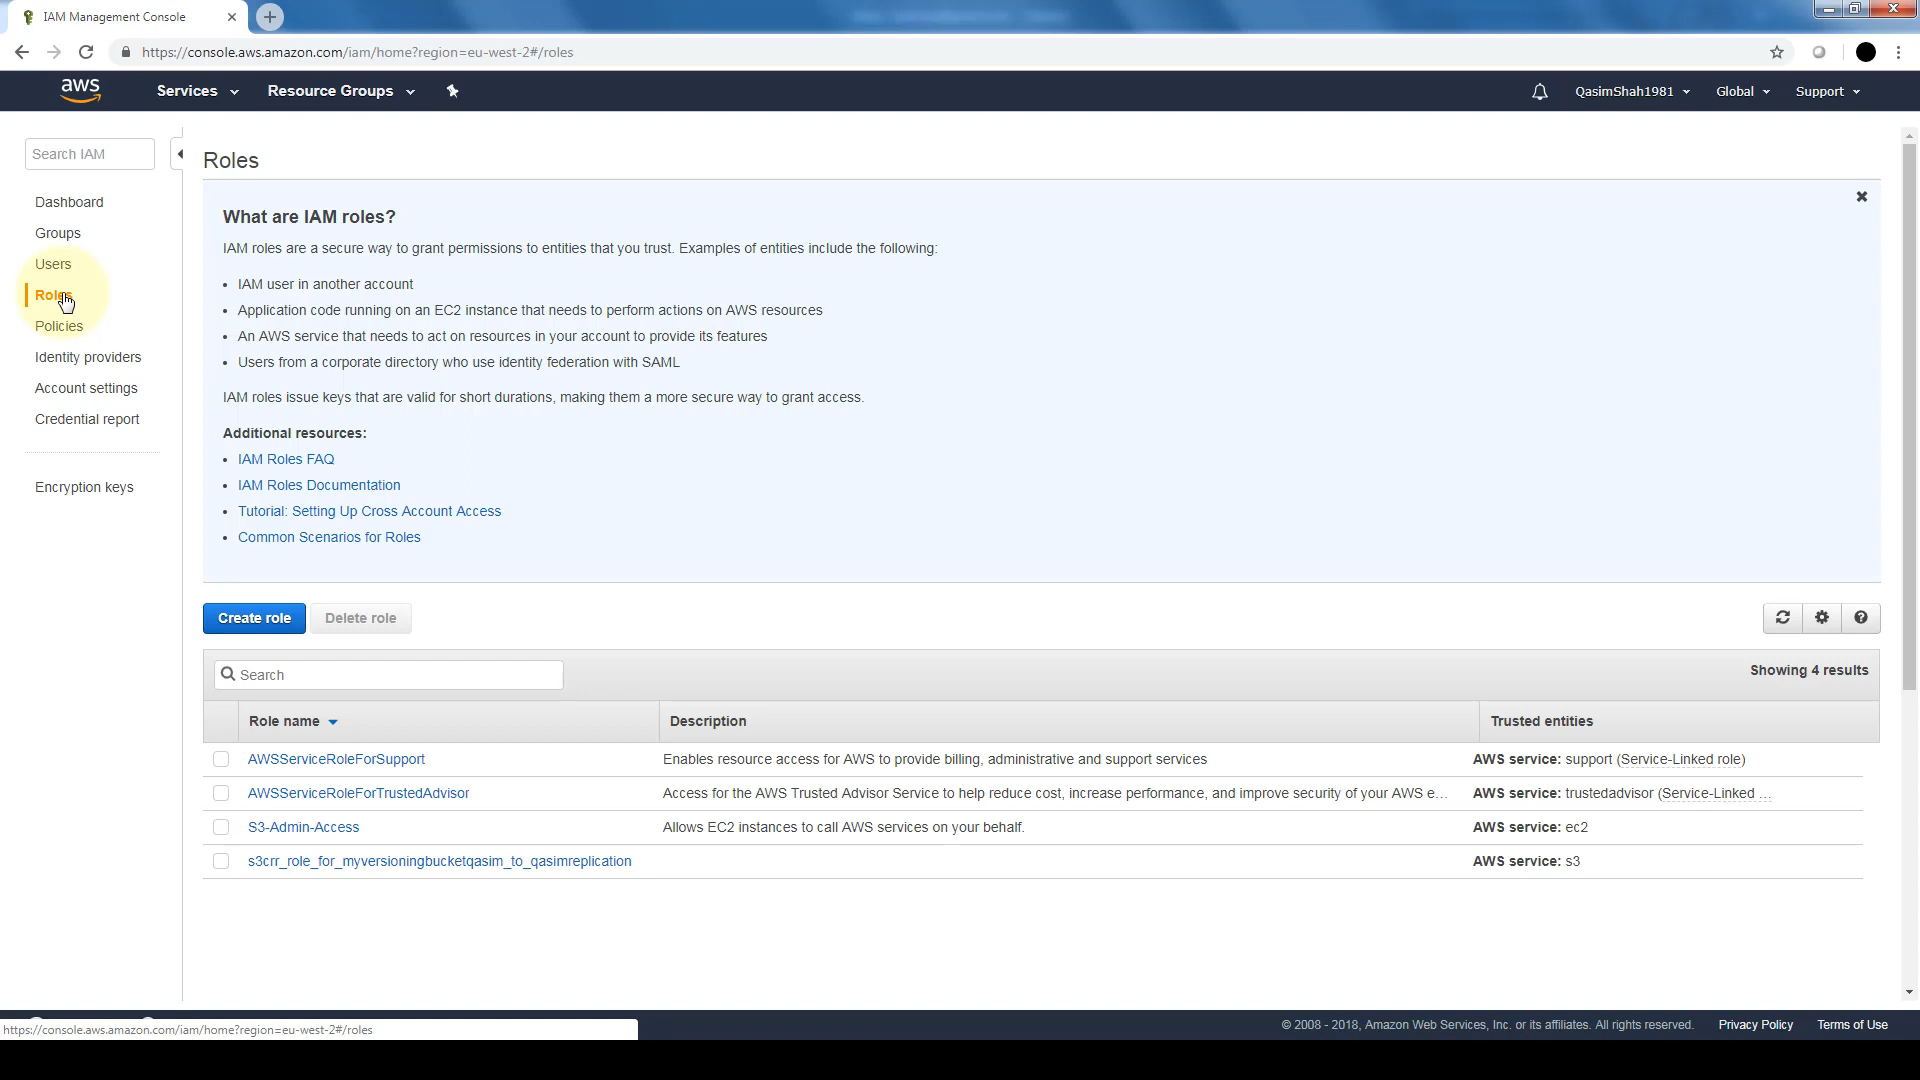 IAM Management Console
https://console.aws.amazon.com/iam/home?region=eu-west-2#/roles
aws
Services
Resource Groups
QasimShah1981
Global
Support
Search IAM
Dashboard
Groups
Users
Roles
Policies
Identity providers
Account settings
Credential report
Encryption keys
Roles
What are IAM roles?
IAM roles are a secure way to grant permissions to entities that you trust. Examples of entities include the following:
• IAM user in another account
• Application code running on an EC2 instance that needs to perform actions on AWS resources
• An AWS service that needs to act on resources in your account to provide its features
• Users from a corporate directory who use identity federation with SAML
IAM roles issue keys that are valid for short durations, making them a more secure way to grant access.
Additional resources:
• IAM Roles FAQ
• IAM Roles Documentation
• Tutorial: Setting Up Cross Account Access
• Common Scenarios for Roles
Create role
Delete role
Search
Showing 4 results
Role name Description Trusted entities
AWSServiceRoleForSupport Enables resource access for AWS to provide billing, administrative and support services AWS service: support (Service-Linked role)
AWSServiceRoleForTrustedAdvisor Access for the AWS Trusted Advisor Service to help reduce cost, increase performance, and improve security of your AWS e... AWS service: trustedadvisor (Service-Linked ...
S3-Admin-Access Allows EC2 instances to call AWS services on your behalf. AWS service: ec2
s3crr_role_for_myversioningbucketqasim_to_qasimreplication AWS service: s3
https://console.aws.amazon.com/iam/home?region=eu-west-2#/roles
© 2008 - 2018, Amazon Web Services, Inc. or its affiliates. All rights reserved. Privacy Policy Terms of Use